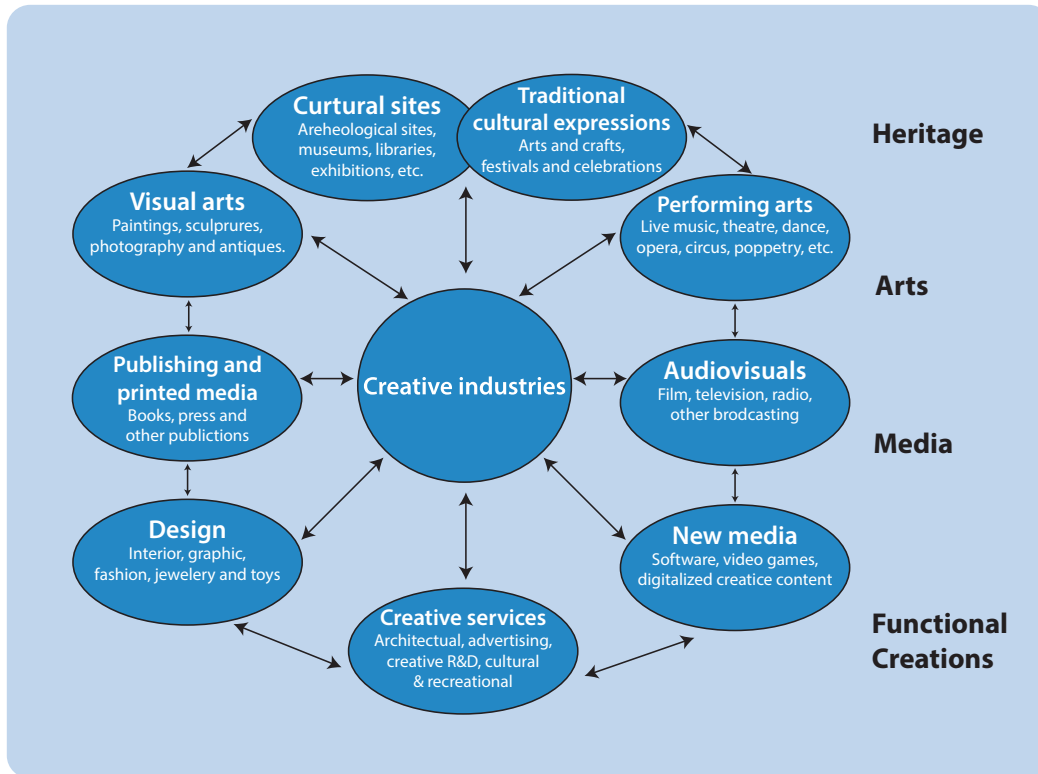 Curtural sites
Areheological sites,
museums, libraries,
exhibitions, etc.
Traditional
cultural expressions
Arts and crafts,
festivals and celebrations
Heritage
Visual arts
Paintings, sculprures,
photography and antiques.
Performing arts
Live music, theatre, dance,
opera, circus, poppetry, etc.
Arts
Publishing and
printed media
Books, press and
other publictions
Creative industries
Audiovisuals
Film, television, radio,
other brodcasting
Media
Design
Interior, graphic,
fashion, jewelery and toys
New media
Software, video games,
digitalized creatice content
Creative services
Architectual, advertising,
creative R&D, cultural
& recreational
Functional
Creations